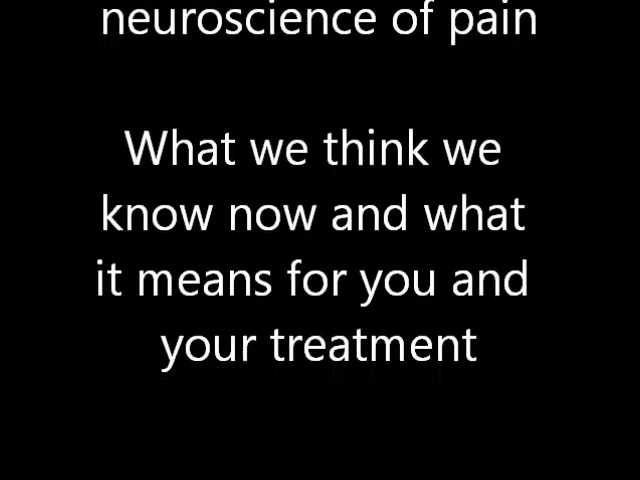 neuroscience of pain
What we think we
know now and what
it means for you and
your treatment